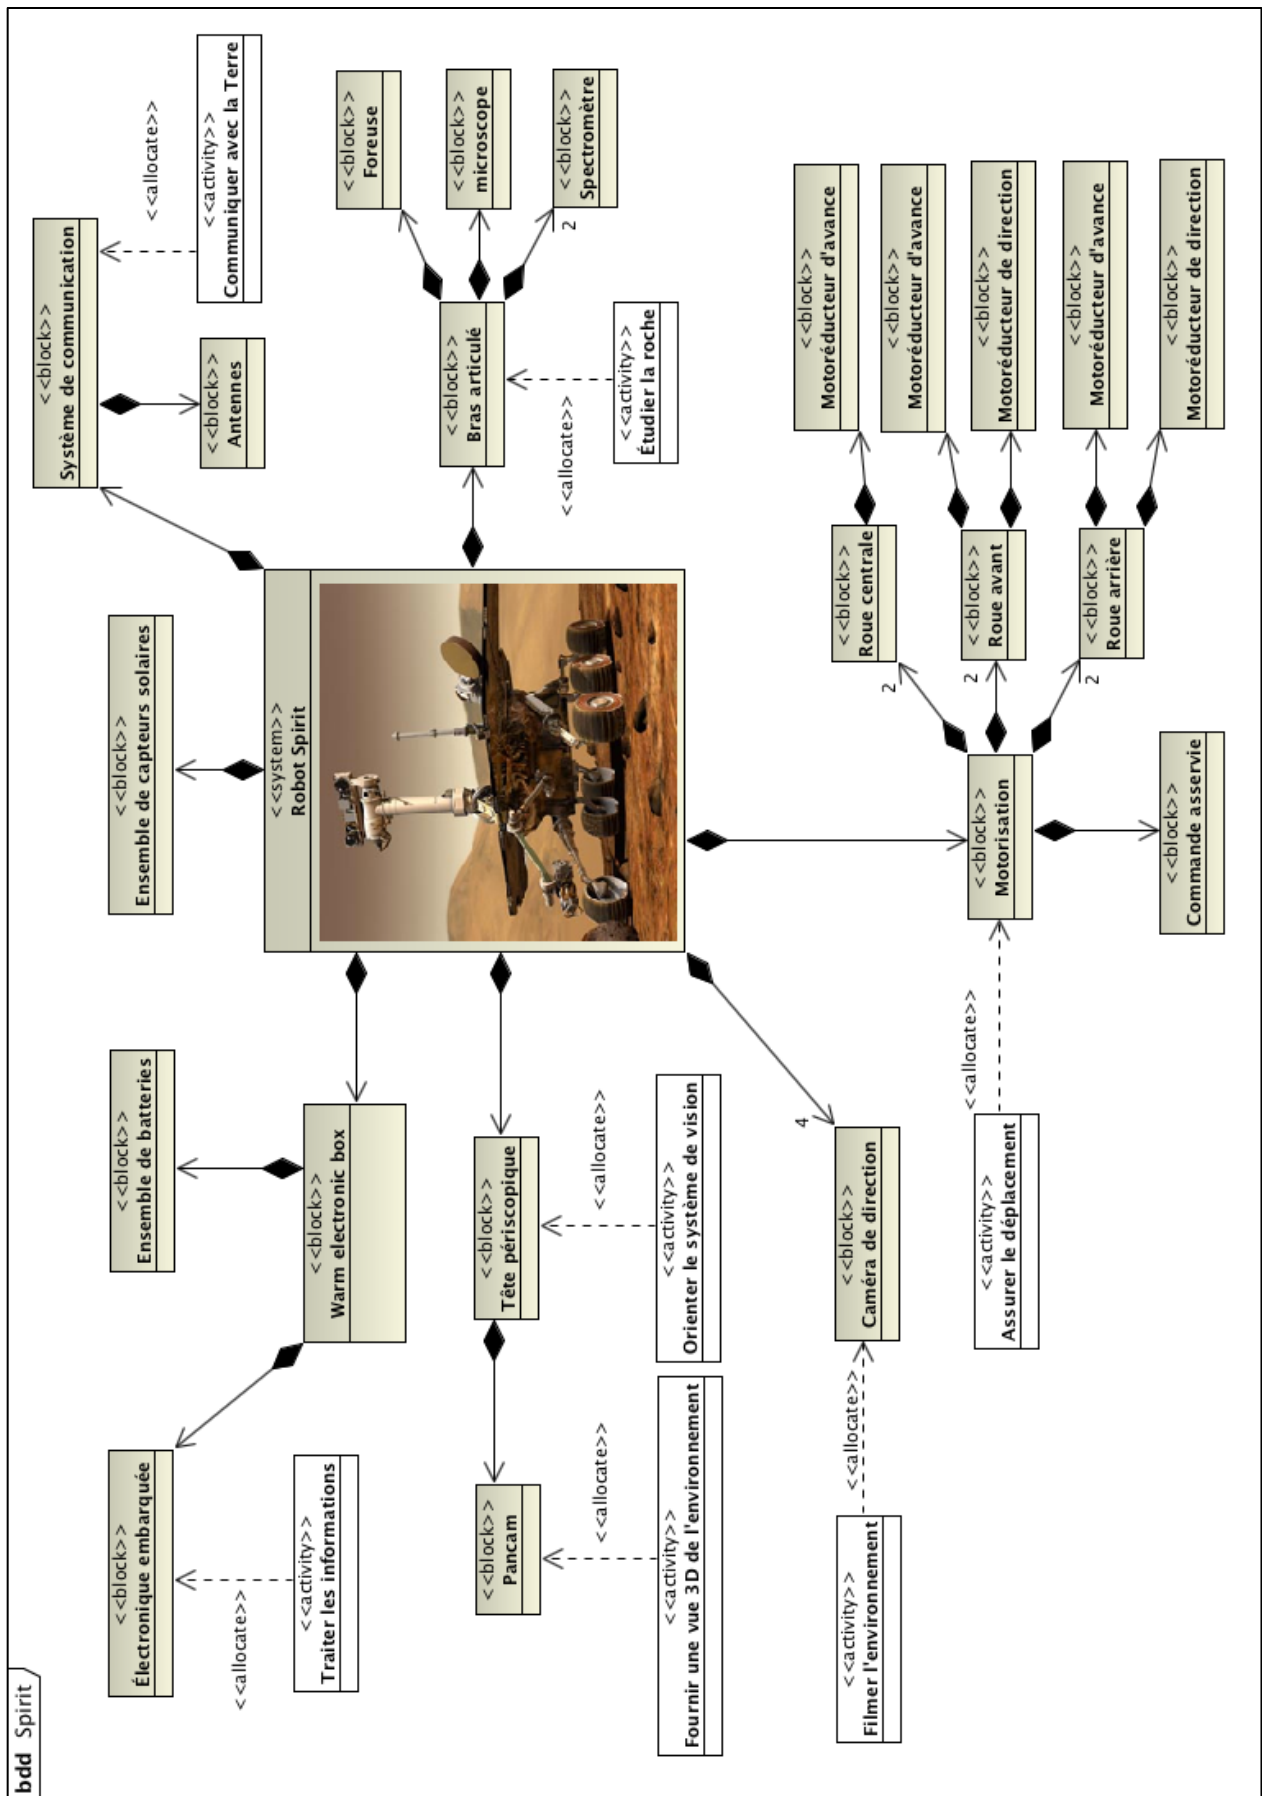 bdd Spirit
<<block>>
Électronique embarquée
<<allocate>>
<<activity>>
Traiter les informations
<<block>>
Ensemble de batteries
<<block>>
Warm electronic box
<<block>>
Ensemble de capteurs solaires
<<block>>
Système de communication
<<allocate>>
<<activity>>
Communiquer avec la Terre
<<block>>
Antennes
<<system>>
Robot Spirit
<<block>>
Pancam
<<allocate>>
<<activity>>
Fournir une vue 3D de l'environnement
<<block>>
Tête périscopique
<<allocate>>
<<activity>>
Orienter le système de vision
<<block>>
Bras articulé
<<allocate>>
<<activity>>
Étudier la roche
<<block>>
Foreuse
<<block>>
microscope
<<block>>
Spectromètre
2
4
<<block>>
Caméra de direction
<<allocate>>
<<activity>>
Filmer l'environnement
<<allocate>>
<<activity>>
Assurer le déplacement
<<block>>
Motorisation
<<block>>
Commande asservie
2
<<block>>
Roue centrale
2
<<block>>
Roue avant
2
<<block>>
Roue arrière
<<block>>
Motoréducteur d'avance
<<block>>
Motoréducteur d'avance
<<block>>
Motoréducteur de direction
<<block>>
Motoréducteur d'avance
<<block>>
Motoréducteur de direction